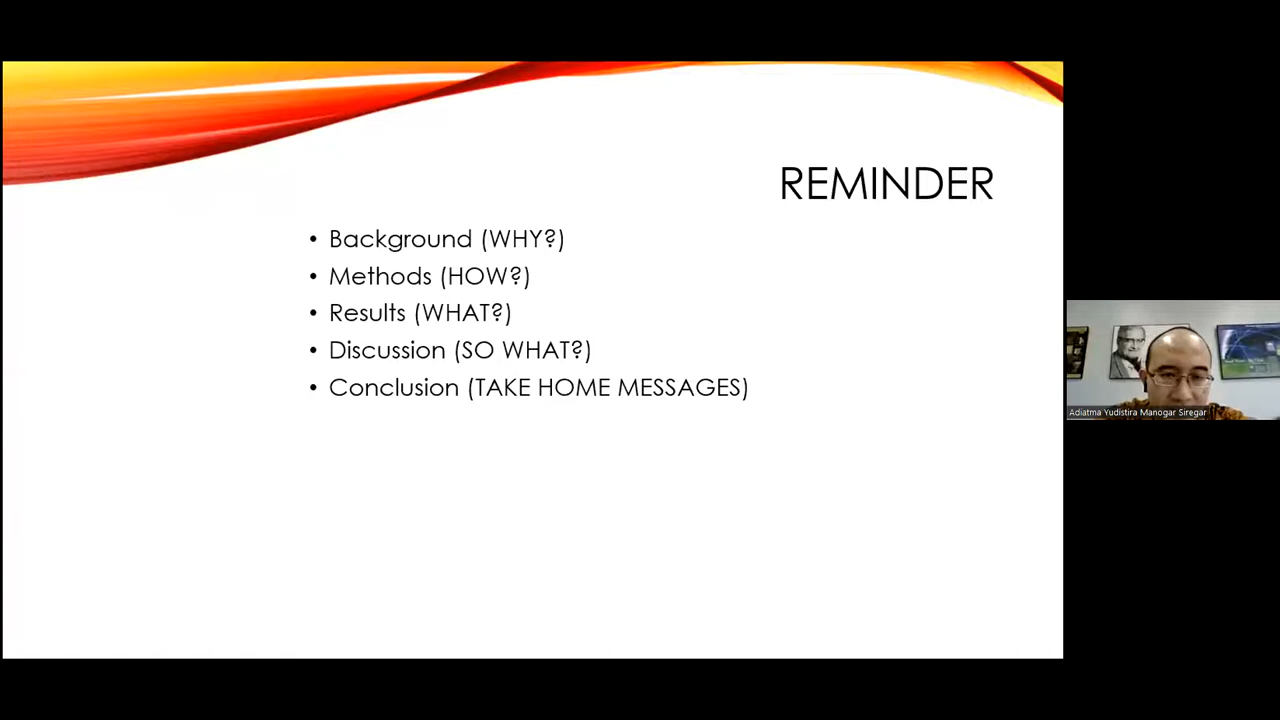 REMINDER
• Background (WHY?)
• Methods (HOW?)
• Results (WHAT?)
• Discussion (SO WHAT?)
• Conclusion (TAKE HOME MESSAGES)
Adiatma Yudistira Manogar Siregar